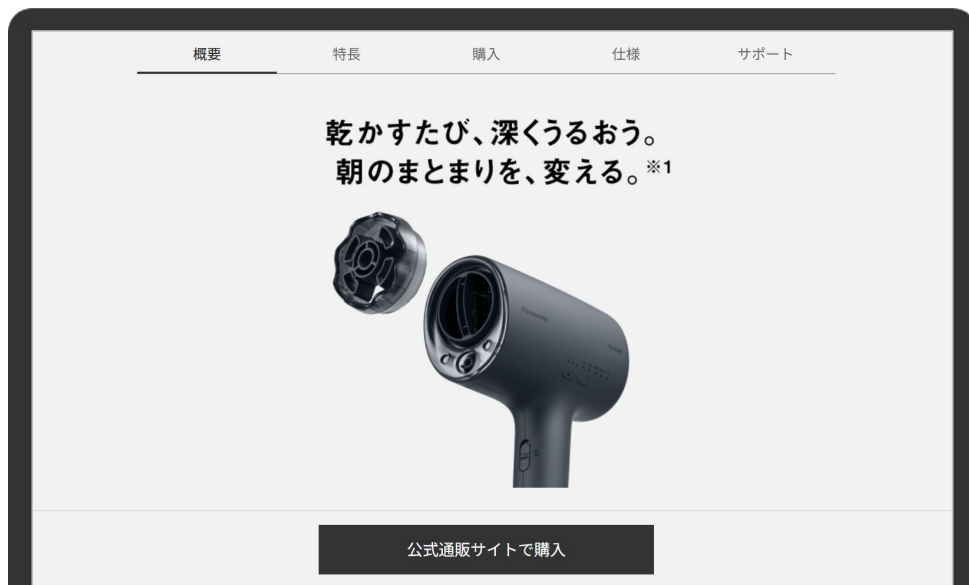 概要
特長
購入
仕様
サポート
乾かすたび、深くうるおう。
朝のまとまりを、変える。※1
Panasonic
公式通販サイトで購入